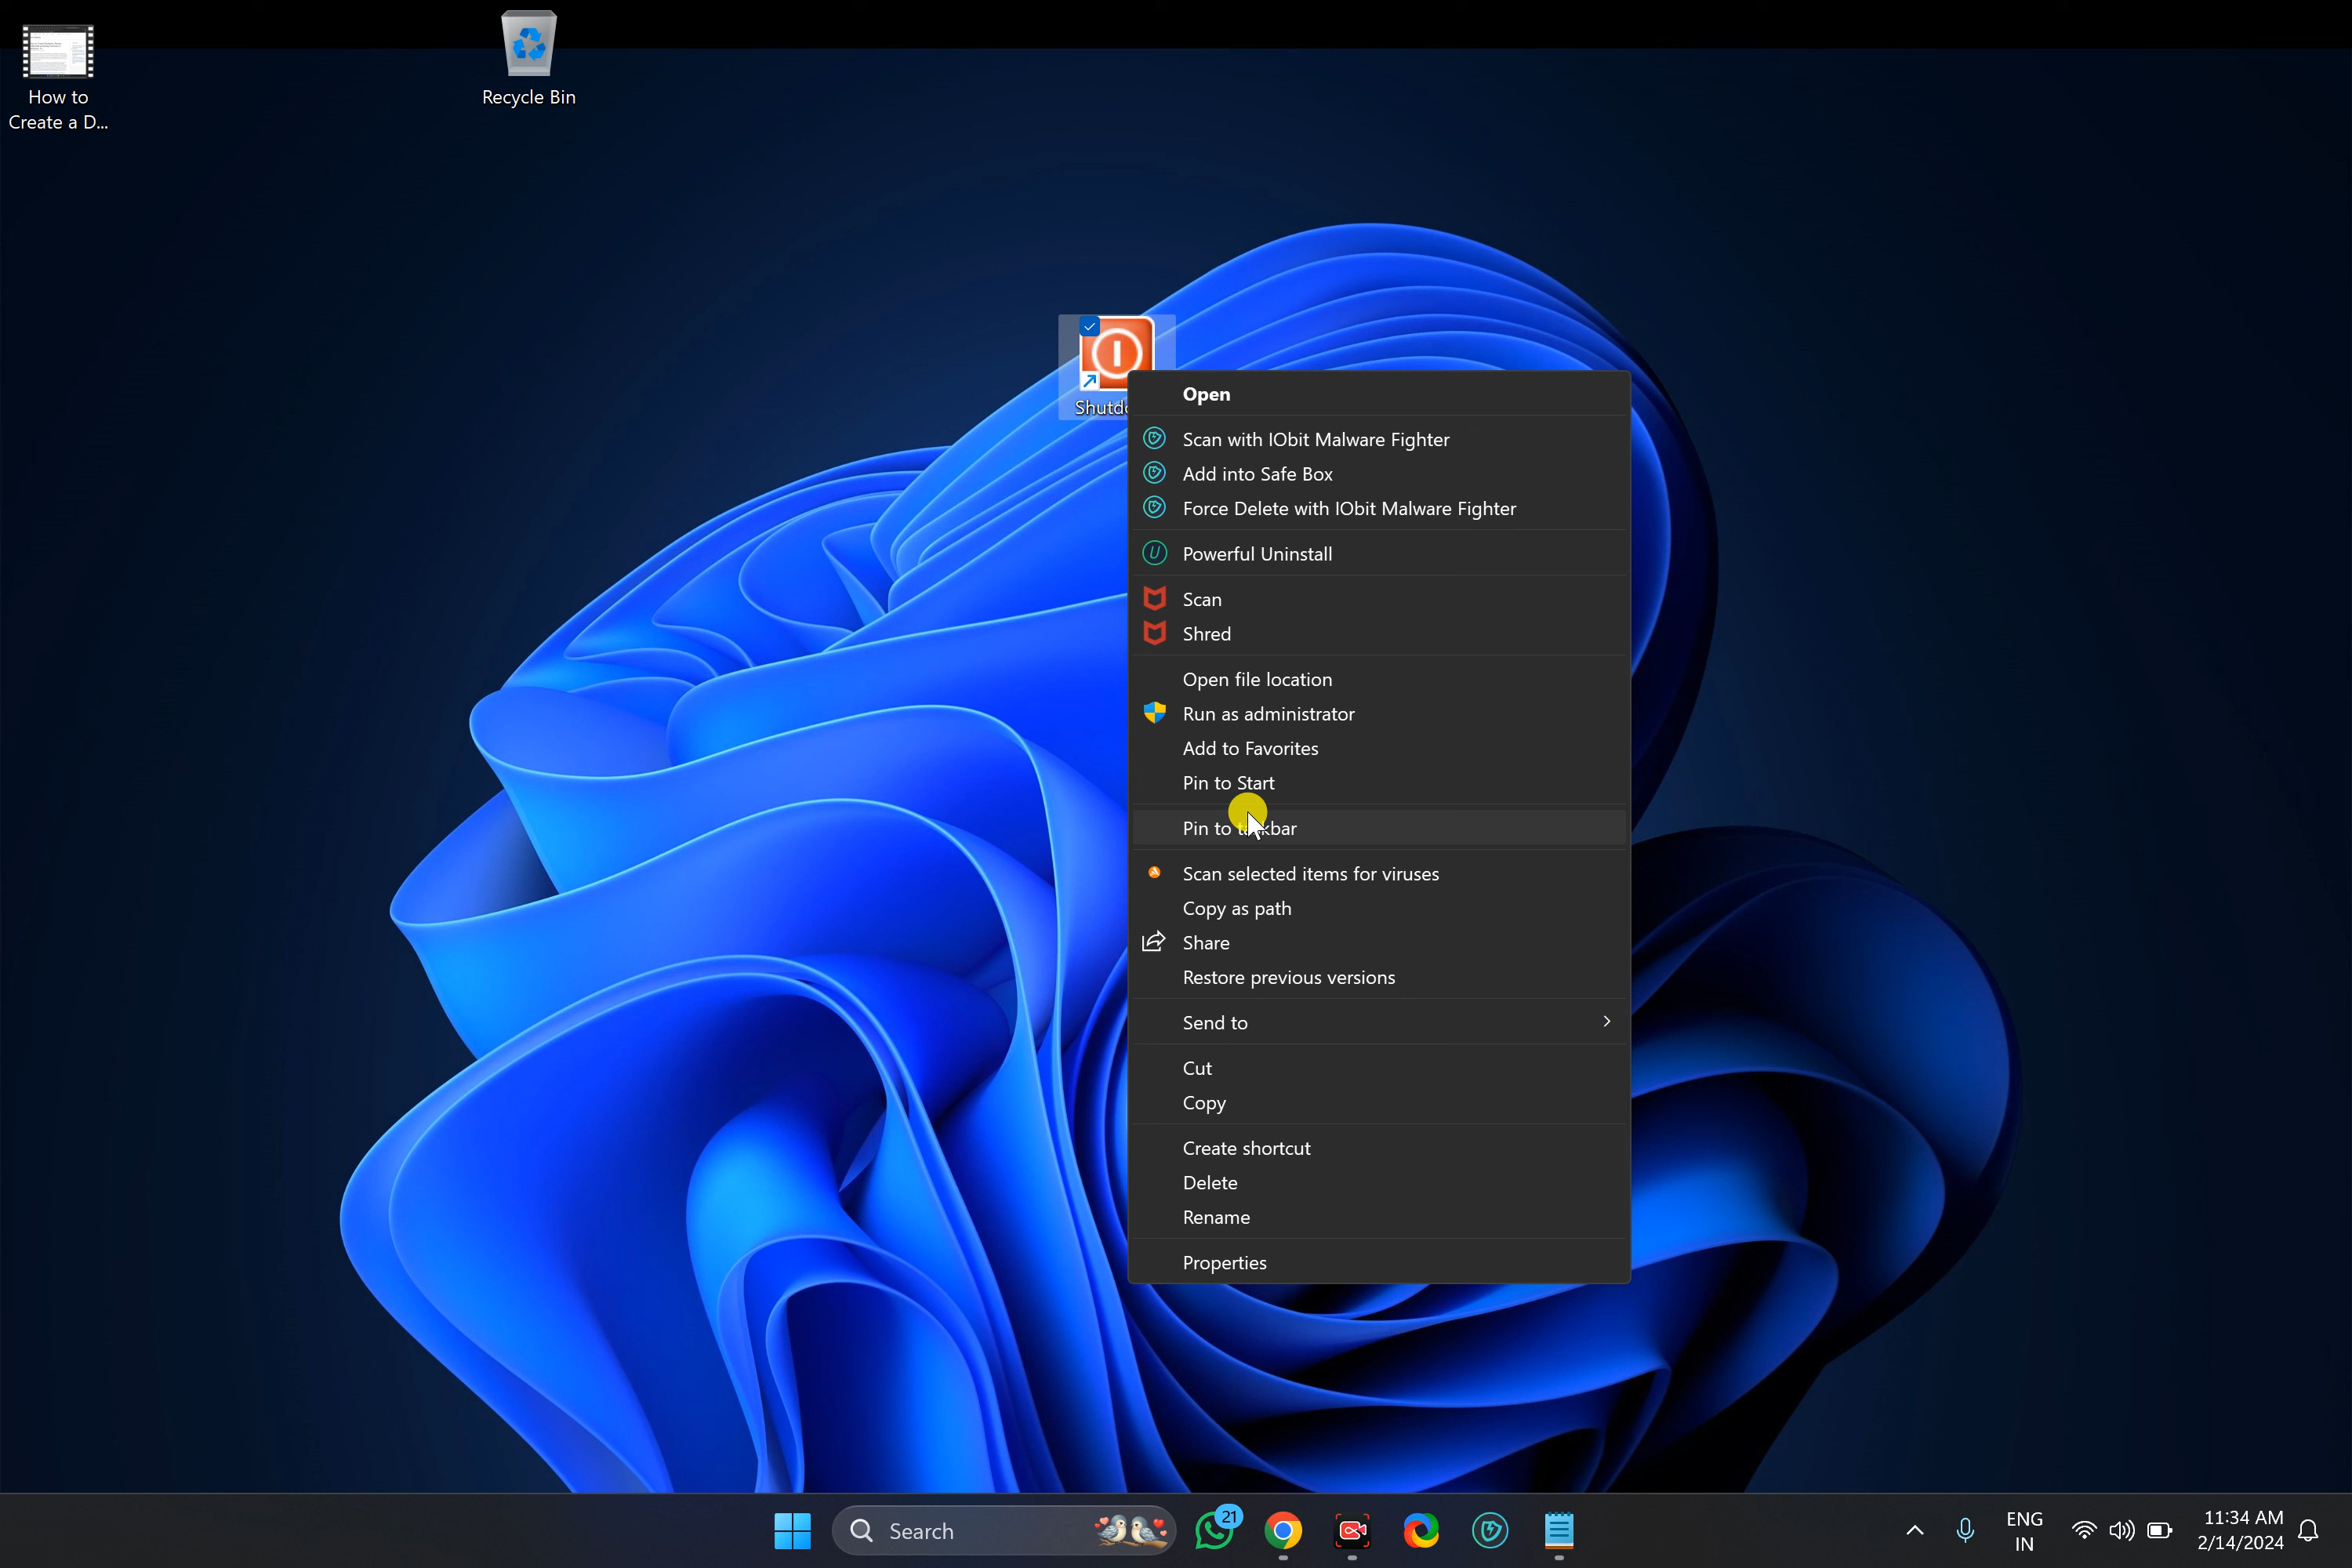 How to
Create a D...
Recycle Bin
Open
Scan with IObit Malware Fighter
Add into Safe Box
Force Delete with IObit Malware Fighter
Powerful Uninstall
Scan
Shred
Open file location
Run as administrator
Add to Favorites
Pin to Start
Pin to taskbar
Scan selected items for viruses
Copy as path
Share
Restore previous versions
Send to
Cut
Copy
Create shortcut
Delete
Rename
Properties
Search
21
ENG
IN
11:34 AM
2/14/2024